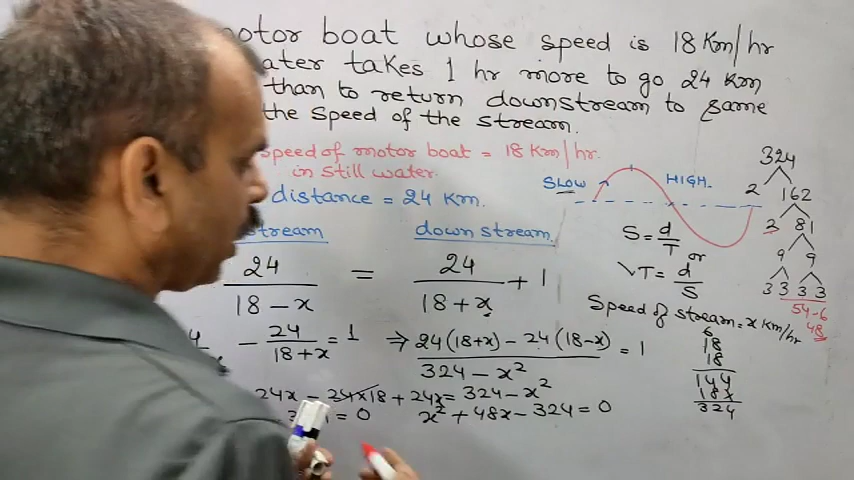 motor boat whose speed is 18 Km/hr
ater takes 1 hr more to go 24 Km
than to return downstream to same
the speed of the stream.
speed of motor boat = 18 Km/hr.
in still water.
distance = 24 Km.
stream
down stream
24 / 18 - x = 24 / 18 + x + 1
- 24 / 18 + x = 1 ⇒ 24(18+x) - 24(18-x) / 324 - x² = 1
24x - 24x18 + 24x = 324 - x²
= 0 x² + 48x - 324 = 0
SLOW
HIGH.
S = d/T or
√T = d/S
Speed of stream = x Km/hr
324
2 162
2 81
9 9
3 3 3 3
54-6
48
6
18
18
144
18x
324